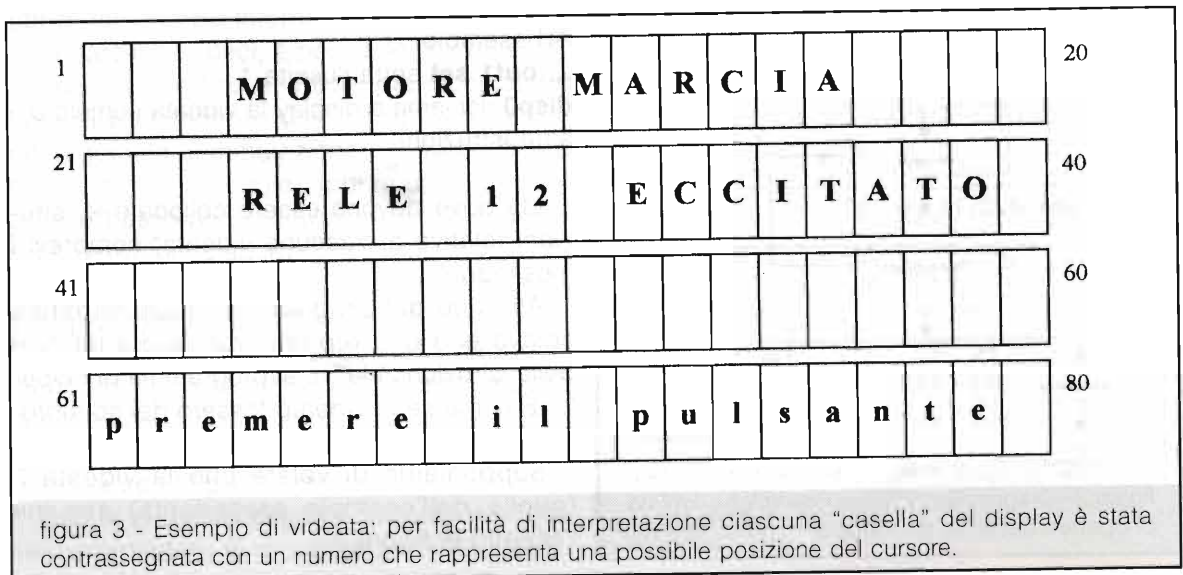 1 MOTORE MARCIA 20
21 RELE 12 ECCITATO 40
41 60
61 premere il pulsante 80
figura 3 - Esempio di videata: per facilità di interpretazione ciascuna "casella" del display è stata
contrassegnata con un numero che rappresenta una possibile posizione del cursore.